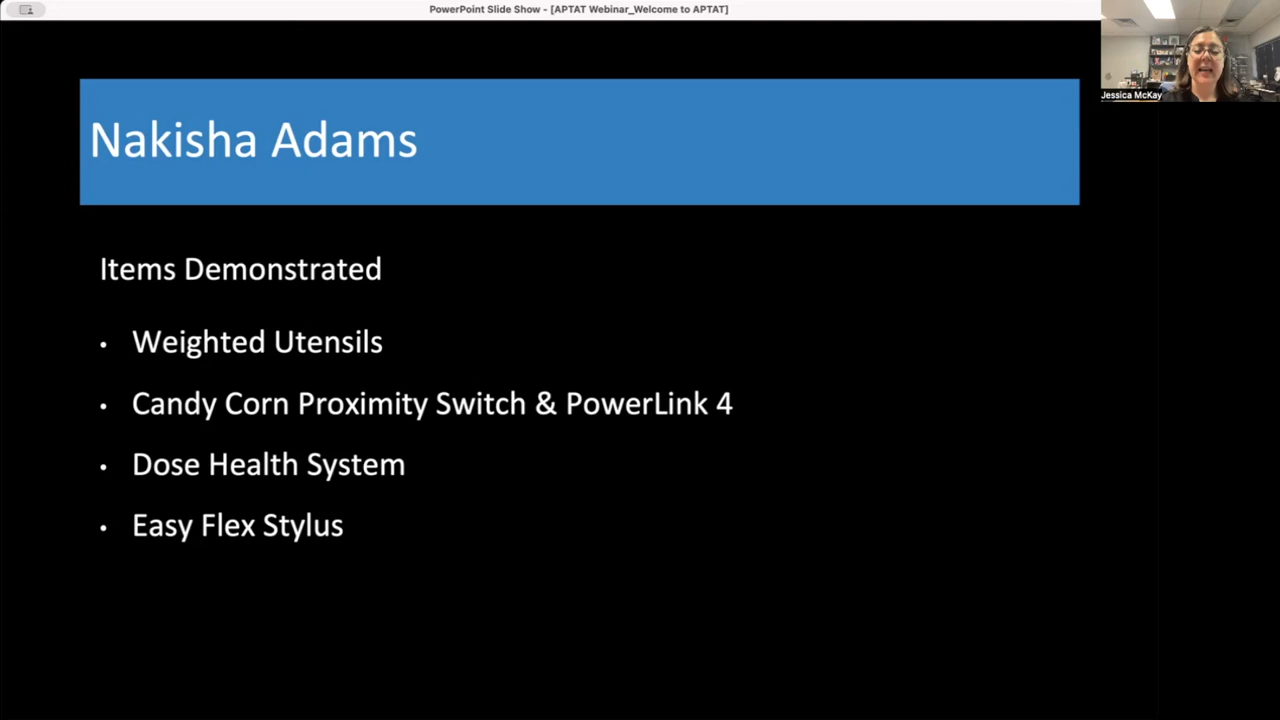 PowerPoint Slide Show - [APTAT Webinar_Welcome to APTAT]
Jessica McKay
Nakisha Adams
Items Demonstrated
• Weighted Utensils
• Candy Corn Proximity Switch & PowerLink 4
• Dose Health System
• Easy Flex Stylus